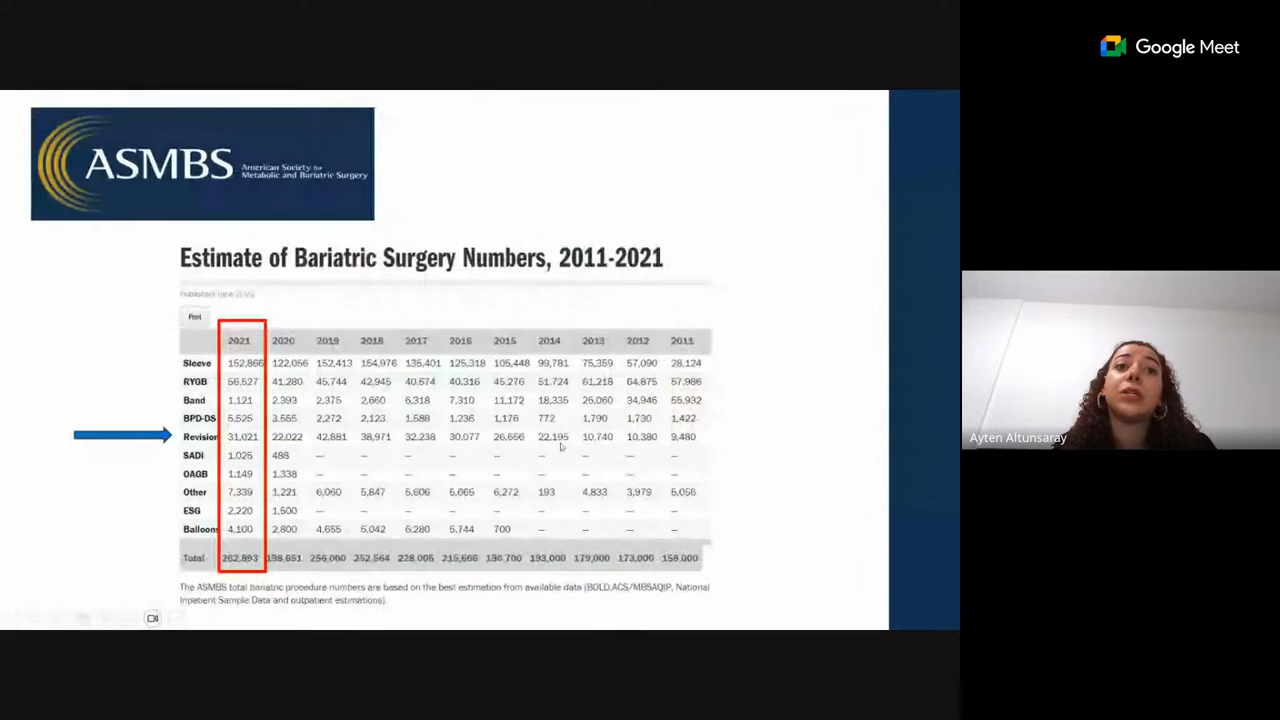 Google Meet
ASMBS
American Society for
Metabolic and Bariatric Surgery
Estimate of Bariatric Surgery Numbers, 2011-2021
Print
2021 2020 2019 2018 2017 2016 2015 2014 2013 2012 2011
Sleeve 152,866 122,056 152,413 154,976 135,401 125,318 105,448 99,781 75,359 57,090 28,124
RYGB 56,527 41,280 45,744 42,945 40,574 40,316 45,276 51,724 61,218 64,875 57,986
Band 1,121 2,393 2,375 2,660 6,318 7,310 11,172 18,335 25,060 34,946 55,932
BPD-DS 5,525 3,555 2,272 2,123 1,588 1,236 1,176 772 1,790 1,730 1,422
Revision 31,021 22,022 42,881 38,971 32,238 30,077 26,656 22,195 10,740 10,380 9,480
SADI 1,025 488 – – – – – – – – –
OAGB 1,149 1,338 – – – – – – – – –
Other 7,339 1,221 6,060 5,847 5,606 5,665 6,272 193 4,833 3,979 5,056
ESG 2,220 1,500 – – – – – – – – –
Balloons 4,100 2,800 4,655 5,042 6,280 5,744 700 – – – –
Total 262,893 198,651 256,000 252,564 228,005 215,666 196,700 193,000 179,000 173,000 158,000
The ASMBS total bariatric procedure numbers are based on the best estimation from available data (BOLD,ACS/MBSAQIP, National
Inpatient Sample Data and outpatient estimations).
Ayten Altunsaray